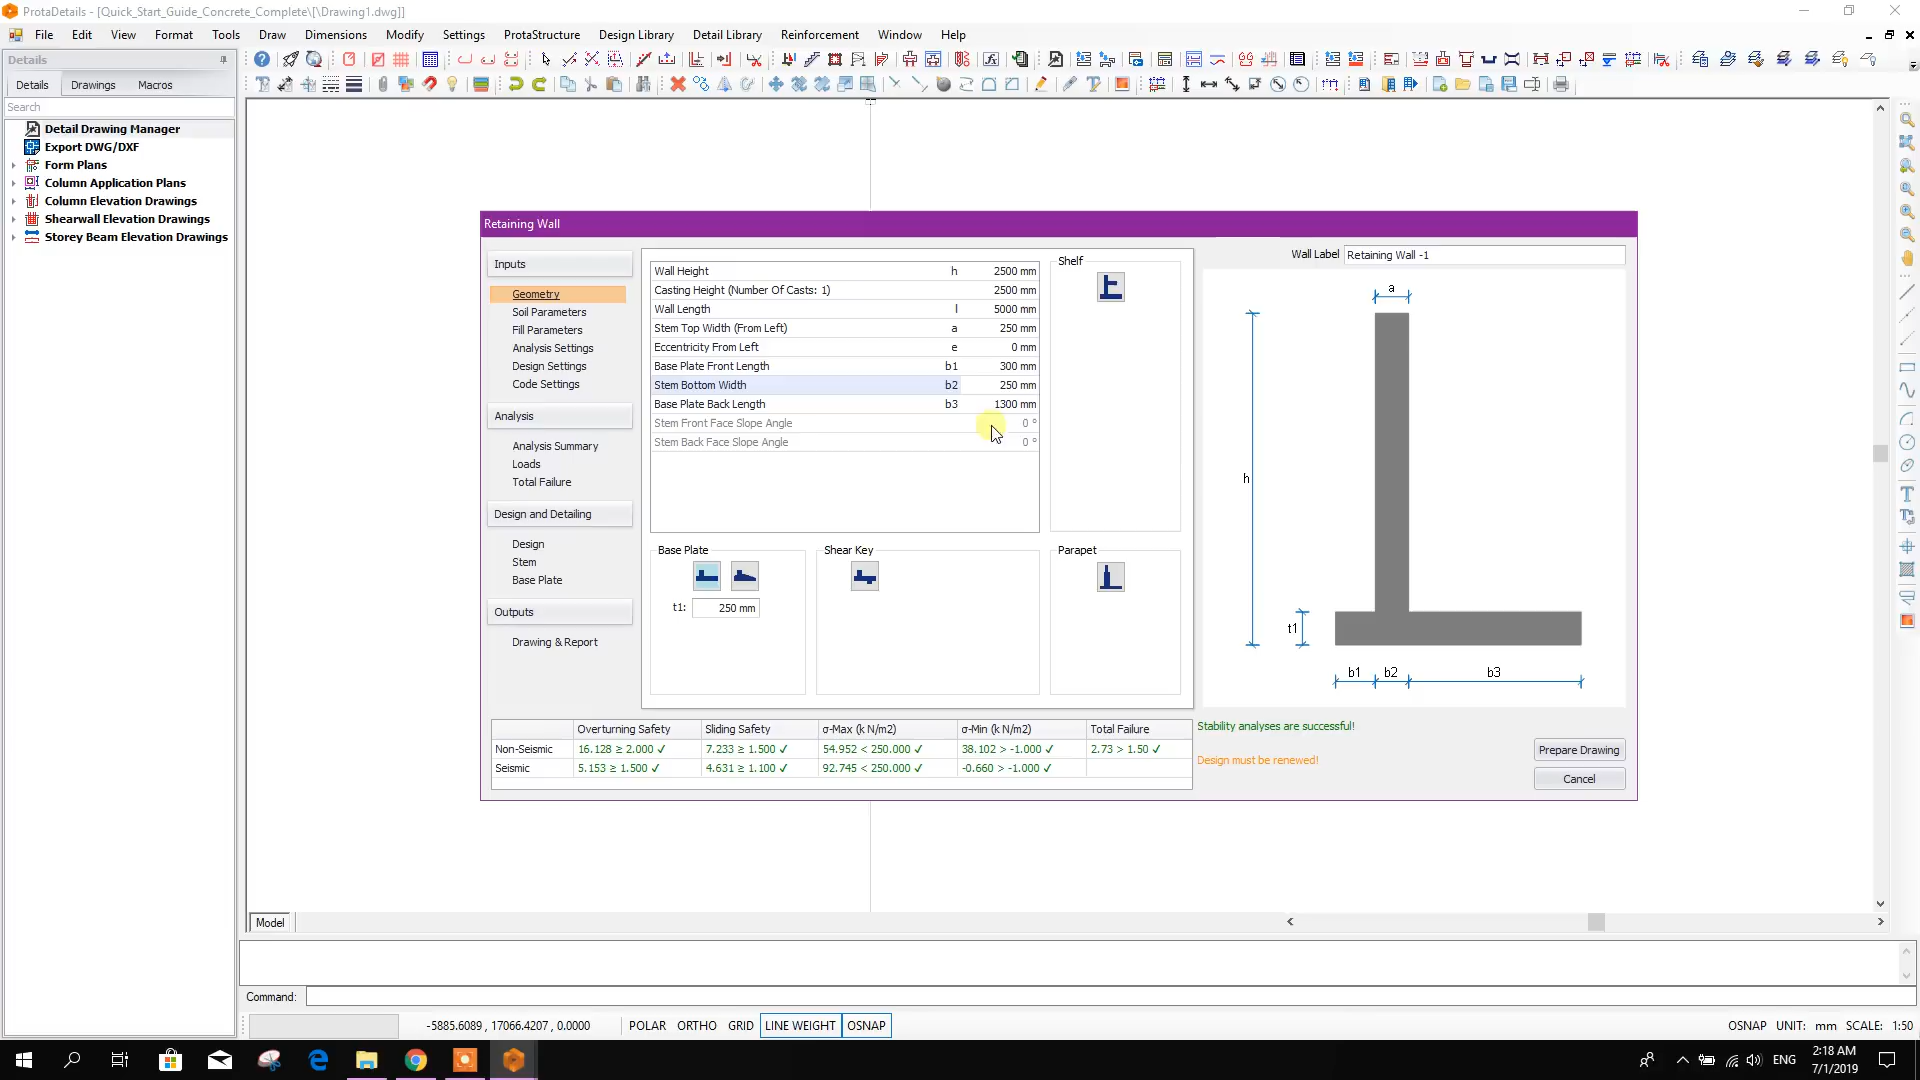 ProtaDetails - [Quick_Start_Guide_Concrete_Complete\[\Drawing1.dwg]]
File Edit View Format Tools Draw Dimensions Modify Settings ProtaStructure Design Library Detail Library Reinforcement Window Help
Details
Details Drawings Macros
Search
Detail Drawing Manager
Export DWG/DXF
Form Plans
Column Application Plans
Column Elevation Drawings
Shearwall Elevation Drawings
Storey Beam Elevation Drawings
Retaining Wall
Inputs
Geometry
Soil Parameters
Fill Parameters
Analysis Settings
Design Settings
Code Settings
Analysis
Analysis Summary
Loads
Total Failure
Design and Detailing
Design
Stem
Base Plate
Outputs
Drawing & Report
Wall Height h 2500 mm
Casting Height (Number Of Casts: 1) 2500 mm
Wall Length l 5000 mm
Stem Top Width (From Left) a 250 mm
Eccentricity From Left e 0 mm
Base Plate Front Length b1 300 mm
Stem Bottom Width b2 250 mm
Base Plate Back Length b3 1300 mm
Stem Front Face Slope Angle 0 °
Stem Back Face Slope Angle 0 °
Shelf
Base Plate
t1: 250 mm
Shear Key
Parapet
Wall Label Retaining Wall -1
a
h
t1
b1 b2 b3
Overturning Safety Sliding Safety σ-Max (k N/m2) σ-Min (k N/m2) Total Failure
Non-Seismic 16.128 ≥ 2.000 ✓ 7.233 ≥ 1.500 ✓ 54.952 < 250.000 ✓ 38.102 > -1.000 ✓ 2.73 > 1.50 ✓
Seismic 5.153 ≥ 1.500 ✓ 4.631 ≥ 1.100 ✓ 92.745 < 250.000 ✓ -0.660 > -1.000 ✓
Stability analyses are successful!
Design must be renewed!
Prepare Drawing
Cancel
Model
Command:
-5885.6089 , 17066.4207 , 0.0000 POLAR ORTHO GRID LINE WEIGHT OSNAP OSNAP UNIT: mm SCALE: 1:50
ENG
2:18 AM
7/1/2019